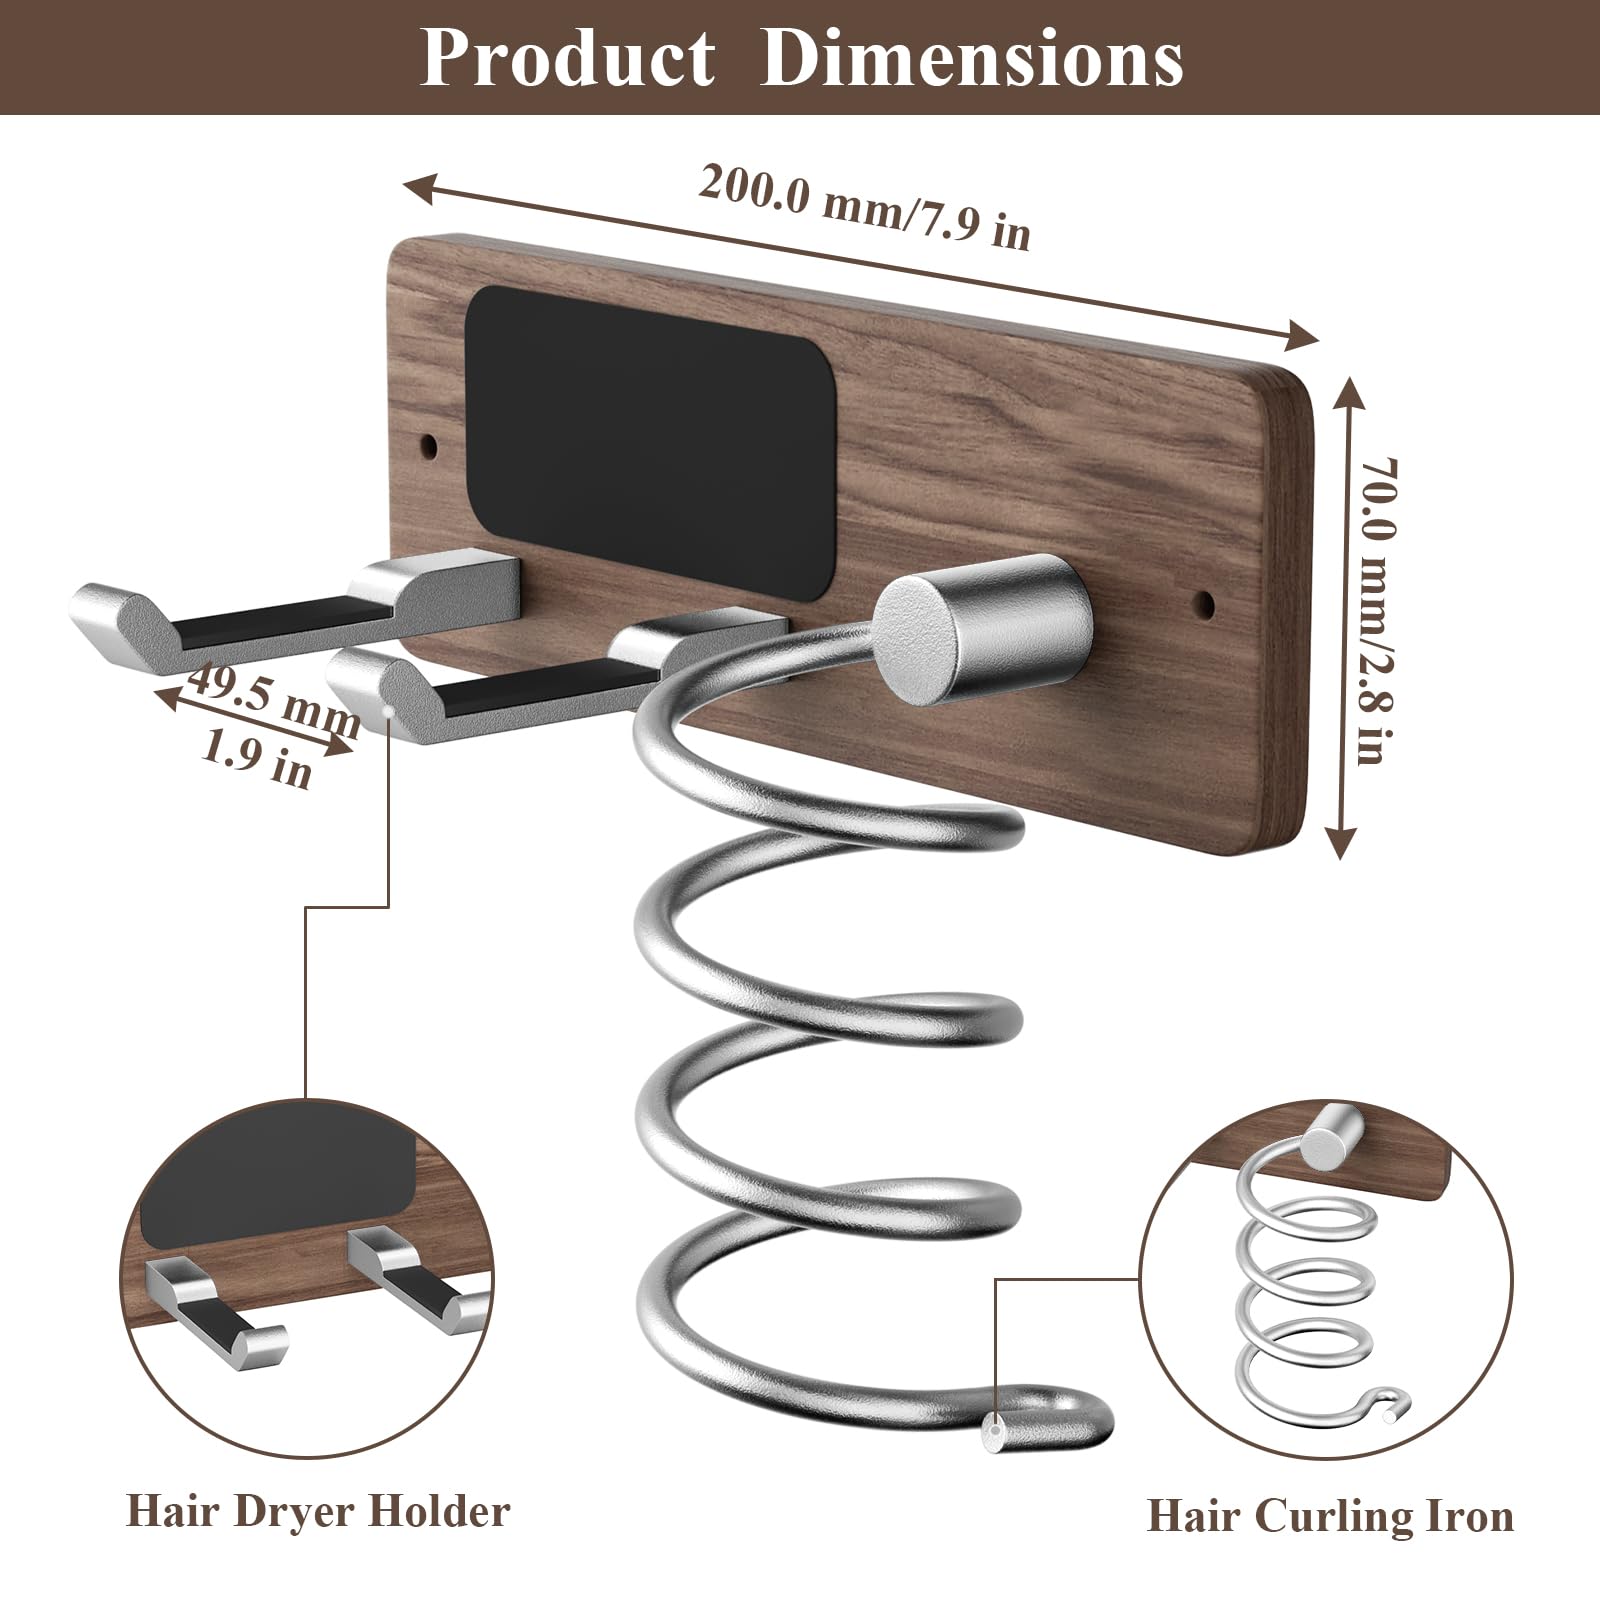 Product Dimensions
200.0 mm/7.9 in
70.0 mm/2.8 in
49.5 mm
1.9 in
Hair Dryer Holder
Hair Curling Iron